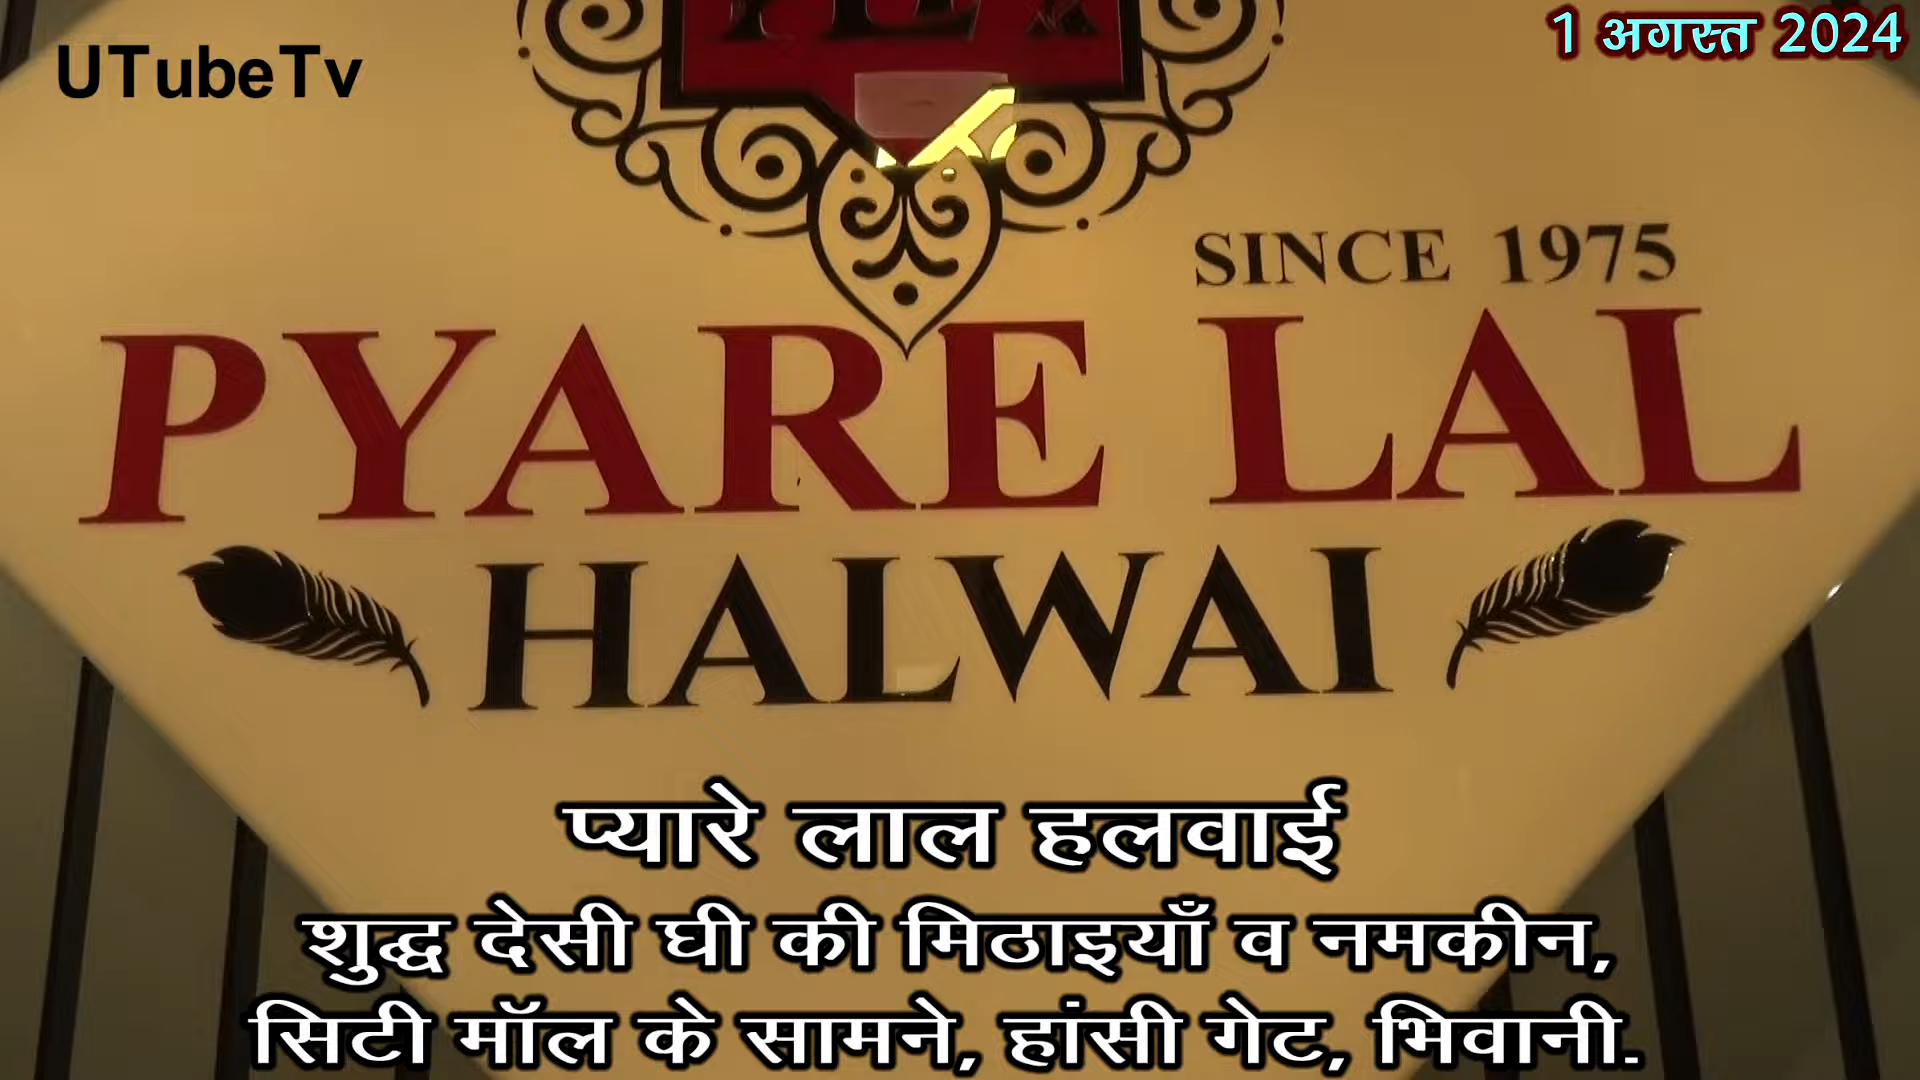 1 अगस्त 2024
UTubeTv
SINCE 1975
PYARE LAL
HALWAI
प्यारे लाल हलवाई
शुद्ध देसी घी की मिठाइयाँ व नमकीन,
सिटी मॉल के सामने, हांसी गेट, भिवानी.